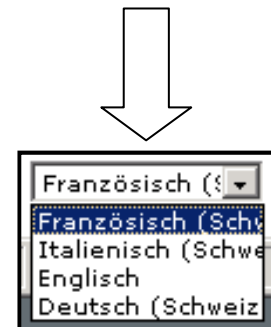 Französisch (S
Französisch (Schw
Italienisch (Schwe
Englisch
Deutsch (Schweiz